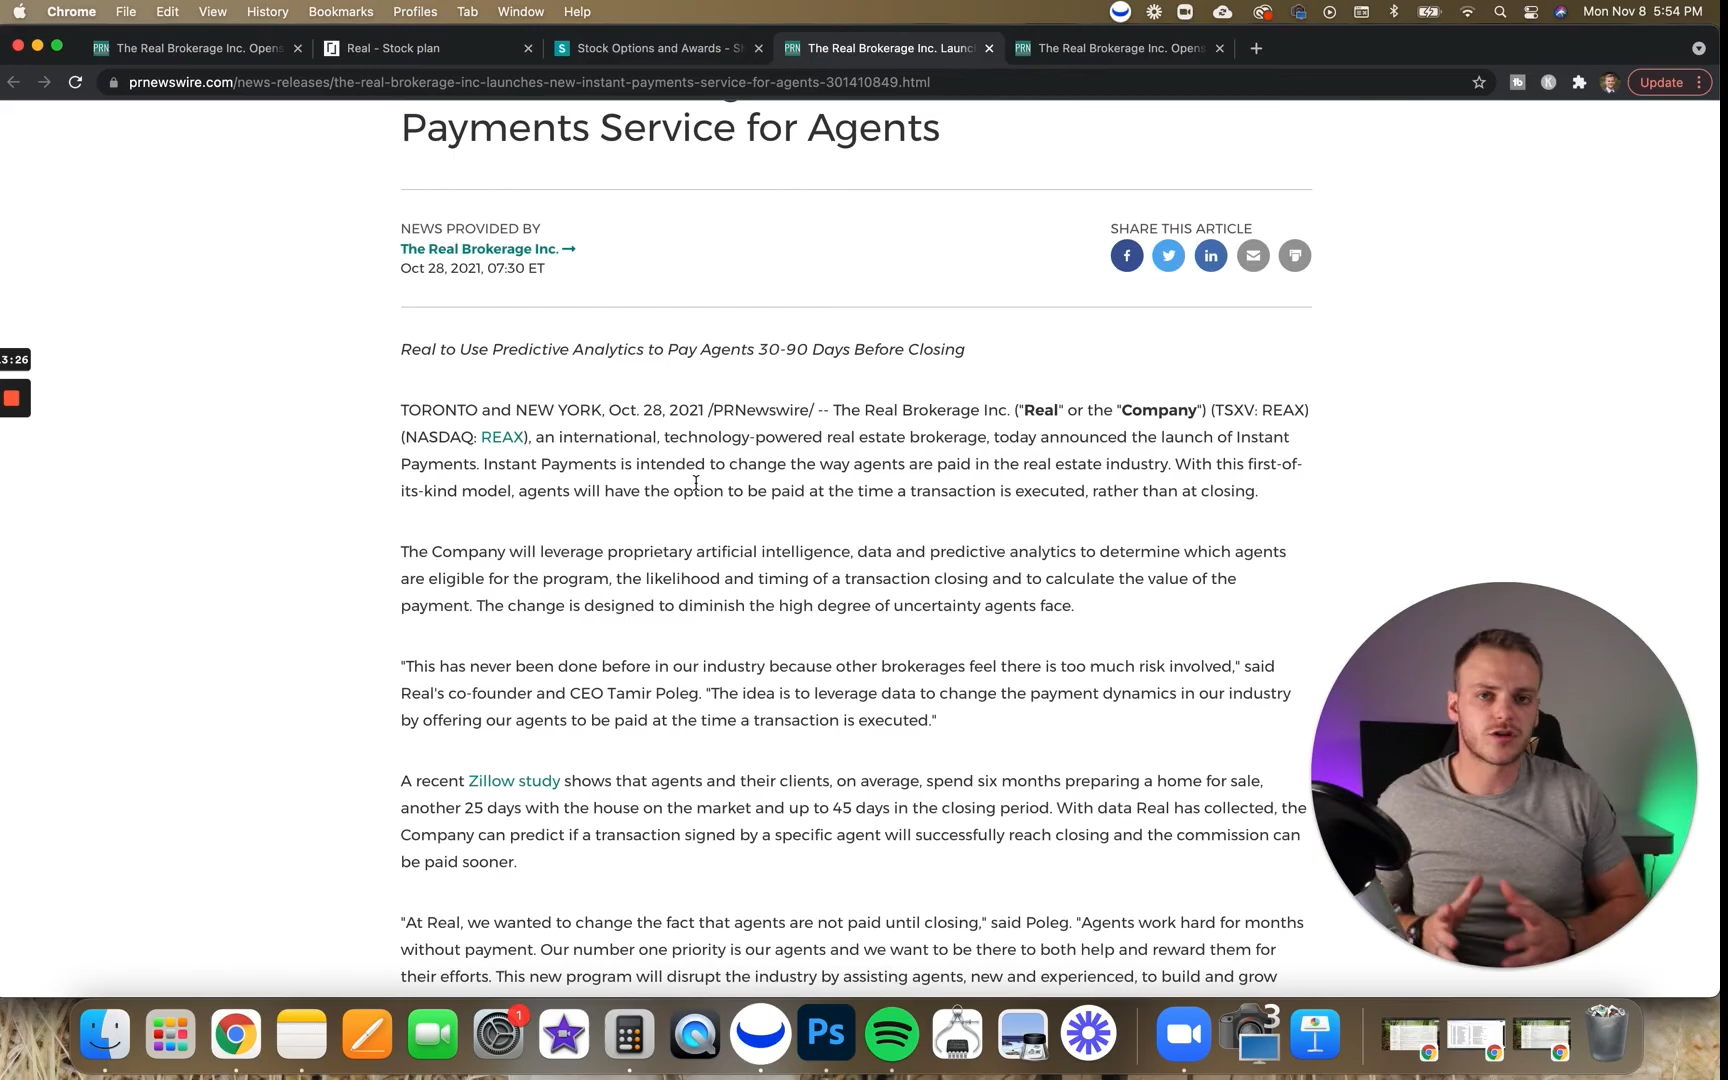 Chrome File Edit View History Bookmarks Profiles Tab Window Help Mon Nov 8 5:54 PM
PRN The Real Brokerage Inc. Opens Real - Stock plan S Stock Options and Awards - S PRN The Real Brokerage Inc. Launc PRN The Real Brokerage Inc. Opens
prnewswire.com/news-releases/the-real-brokerage-inc-launches-new-instant-payments-service-for-agents-301410849.html Update
Payments Service for Agents
NEWS PROVIDED BY
The Real Brokerage Inc.
Oct 28, 2021, 07:30 ET
SHARE THIS ARTICLE
3:26
Real to Use Predictive Analytics to Pay Agents 30-90 Days Before Closing
TORONTO and NEW YORK, Oct. 28, 2021 /PRNewswire/ -- The Real Brokerage Inc. ("Real" or the "Company") (TSXV: REAX)
(NASDAQ: REAX), an international, technology-powered real estate brokerage, today announced the launch of Instant
Payments. Instant Payments is intended to change the way agents are paid in the real estate industry. With this first-of-
its-kind model, agents will have the option to be paid at the time a transaction is executed, rather than at closing.
The Company will leverage proprietary artificial intelligence, data and predictive analytics to determine which agents
are eligible for the program, the likelihood and timing of a transaction closing and to calculate the value of the
payment. The change is designed to diminish the high degree of uncertainty agents face.
"This has never been done before in our industry because other brokerages feel there is too much risk involved," said
Real's co-founder and CEO Tamir Poleg. "The idea is to leverage data to change the payment dynamics in our industry
by offering our agents to be paid at the time a transaction is executed."
A recent Zillow study shows that agents and their clients, on average, spend six months preparing a home for sale,
another 25 days with the house on the market and up to 45 days in the closing period. With data Real has collected, the
Company can predict if a transaction signed by a specific agent will successfully reach closing and the commission can
be paid sooner.
"At Real, we wanted to change the fact that agents are not paid until closing," said Poleg. "Agents work hard for months
without payment. Our number one priority is our agents and we want to be there to both help and reward them for
their efforts. This new program will disrupt the industry by assisting agents, new and experienced, to build and grow
1
Ps
3